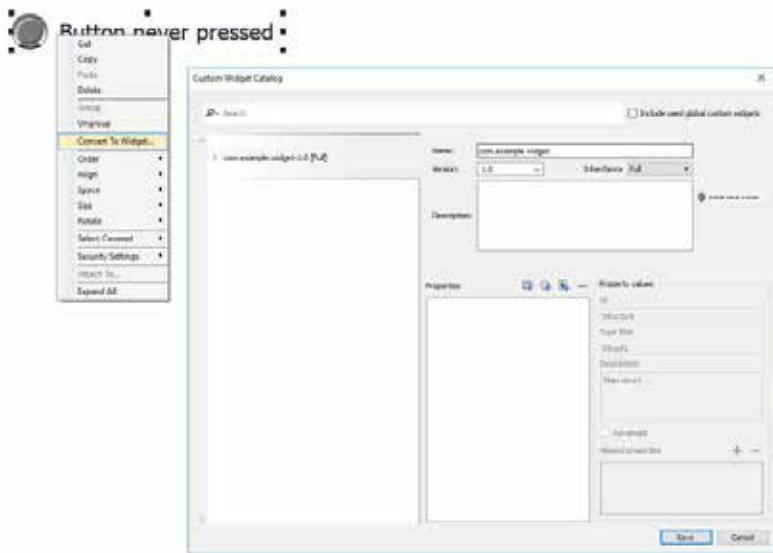 Button never pressed
Cut
Copy
Paste
Delete
Group
Ungroup
Convert To Widget...
Order
Align
Space
Size
Rotate
Select Covered
Security Settings
Attach To...
Expand All
Custom Widget Catalog
Search
Include used global custom widgets
com.example.widget-1.0 [Full]
Name: com.example.widget
Version: 1.0 Inheritance Full
Description:
Properties
Property values
Id
Structure
Type title
Description
Advanced
Save Cancel